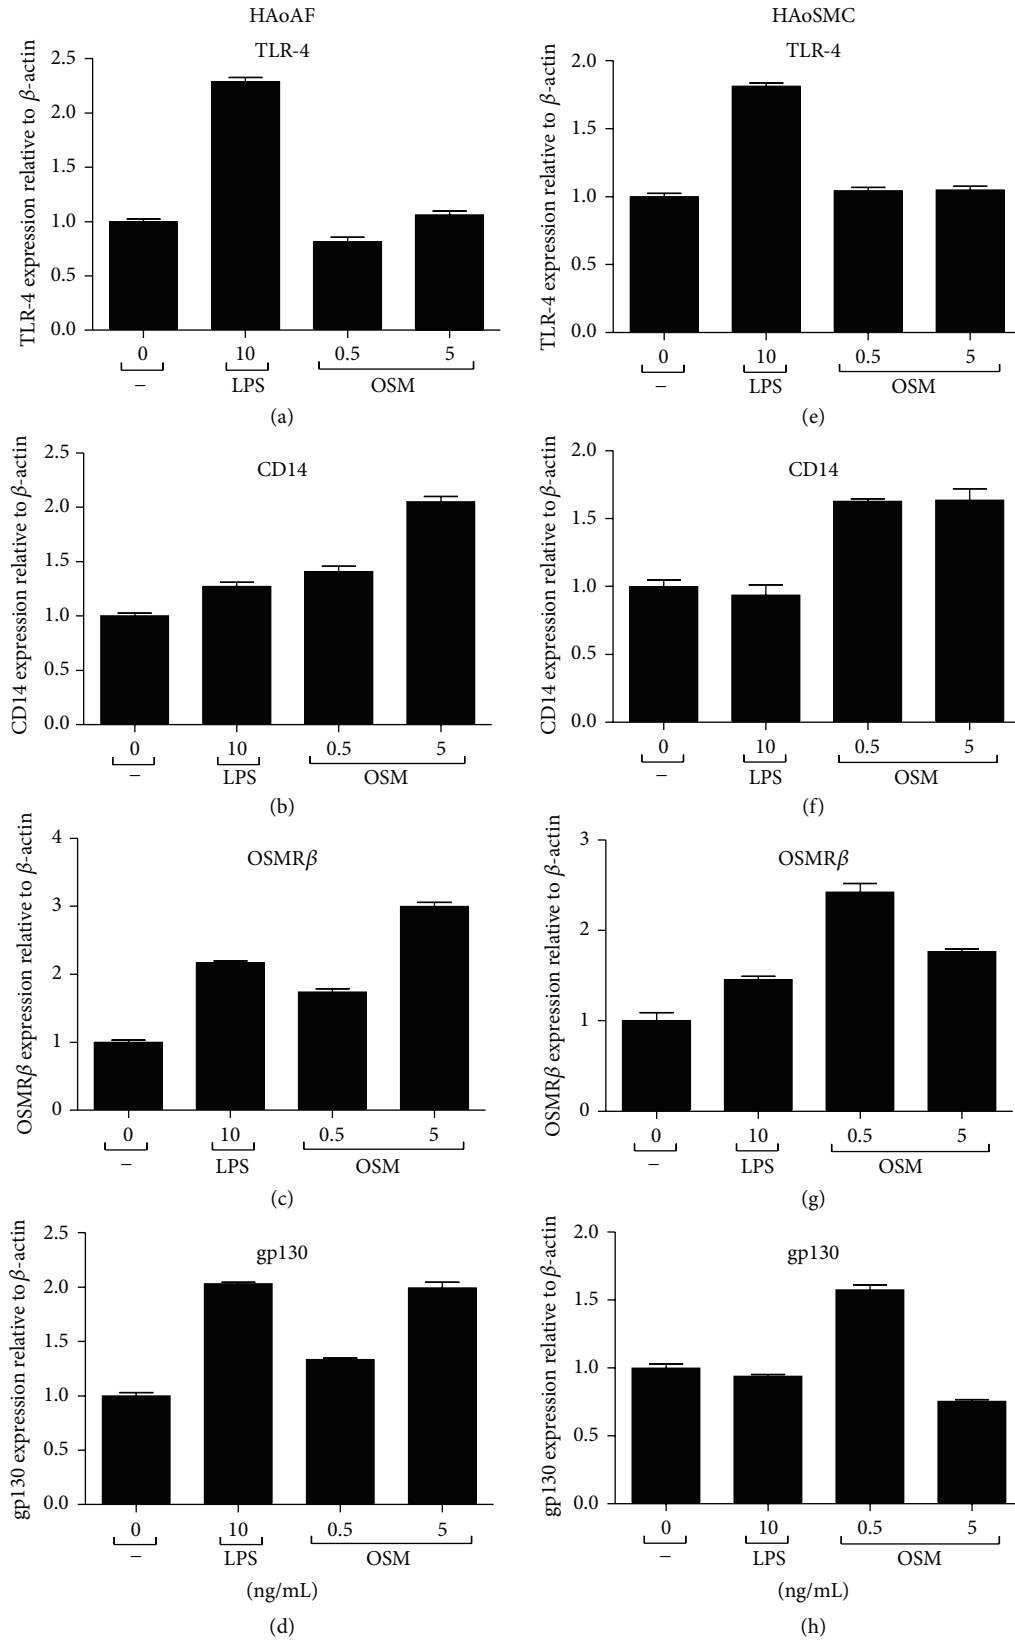 HAoAF
TLR-4
TLR-4 expression relative to β-actin
2.5
2.0
1.5
1.0
0.5
0.0
0 10 0.5 5
− LPS OSM
(a)
CD14
CD14 expression relative to β-actin
2.5
2.0
1.5
1.0
0.5
0.0
0 10 0.5 5
− LPS OSM
(b)
OSMRβ
OSMRβ expression relative to β-actin
4
3
2
1
0
0 10 0.5 5
− LPS OSM
(c)
gp130
gp130 expression relative to β-actin
2.5
2.0
1.5
1.0
0.5
0.0
0 10 0.5 5
− LPS OSM
(ng/mL)
(d)
HAoSMC
TLR-4
TLR-4 expression relative to β-actin
2.0
1.5
1.0
0.5
0.0
0 10 0.5 5
− LPS OSM
(e)
CD14
CD14 expression relative to β-actin
2.0
1.5
1.0
0.5
0.0
0 10 0.5 5
− LPS OSM
(f)
OSMRβ
OSMRβ expression relative to β-actin
3
2
1
0
0 10 0.5 5
− LPS OSM
(g)
gp130
gp130 expression relative to β-actin
2.0
1.5
1.0
0.5
0.0
0 10 0.5 5
− LPS OSM
(ng/mL)
(h)